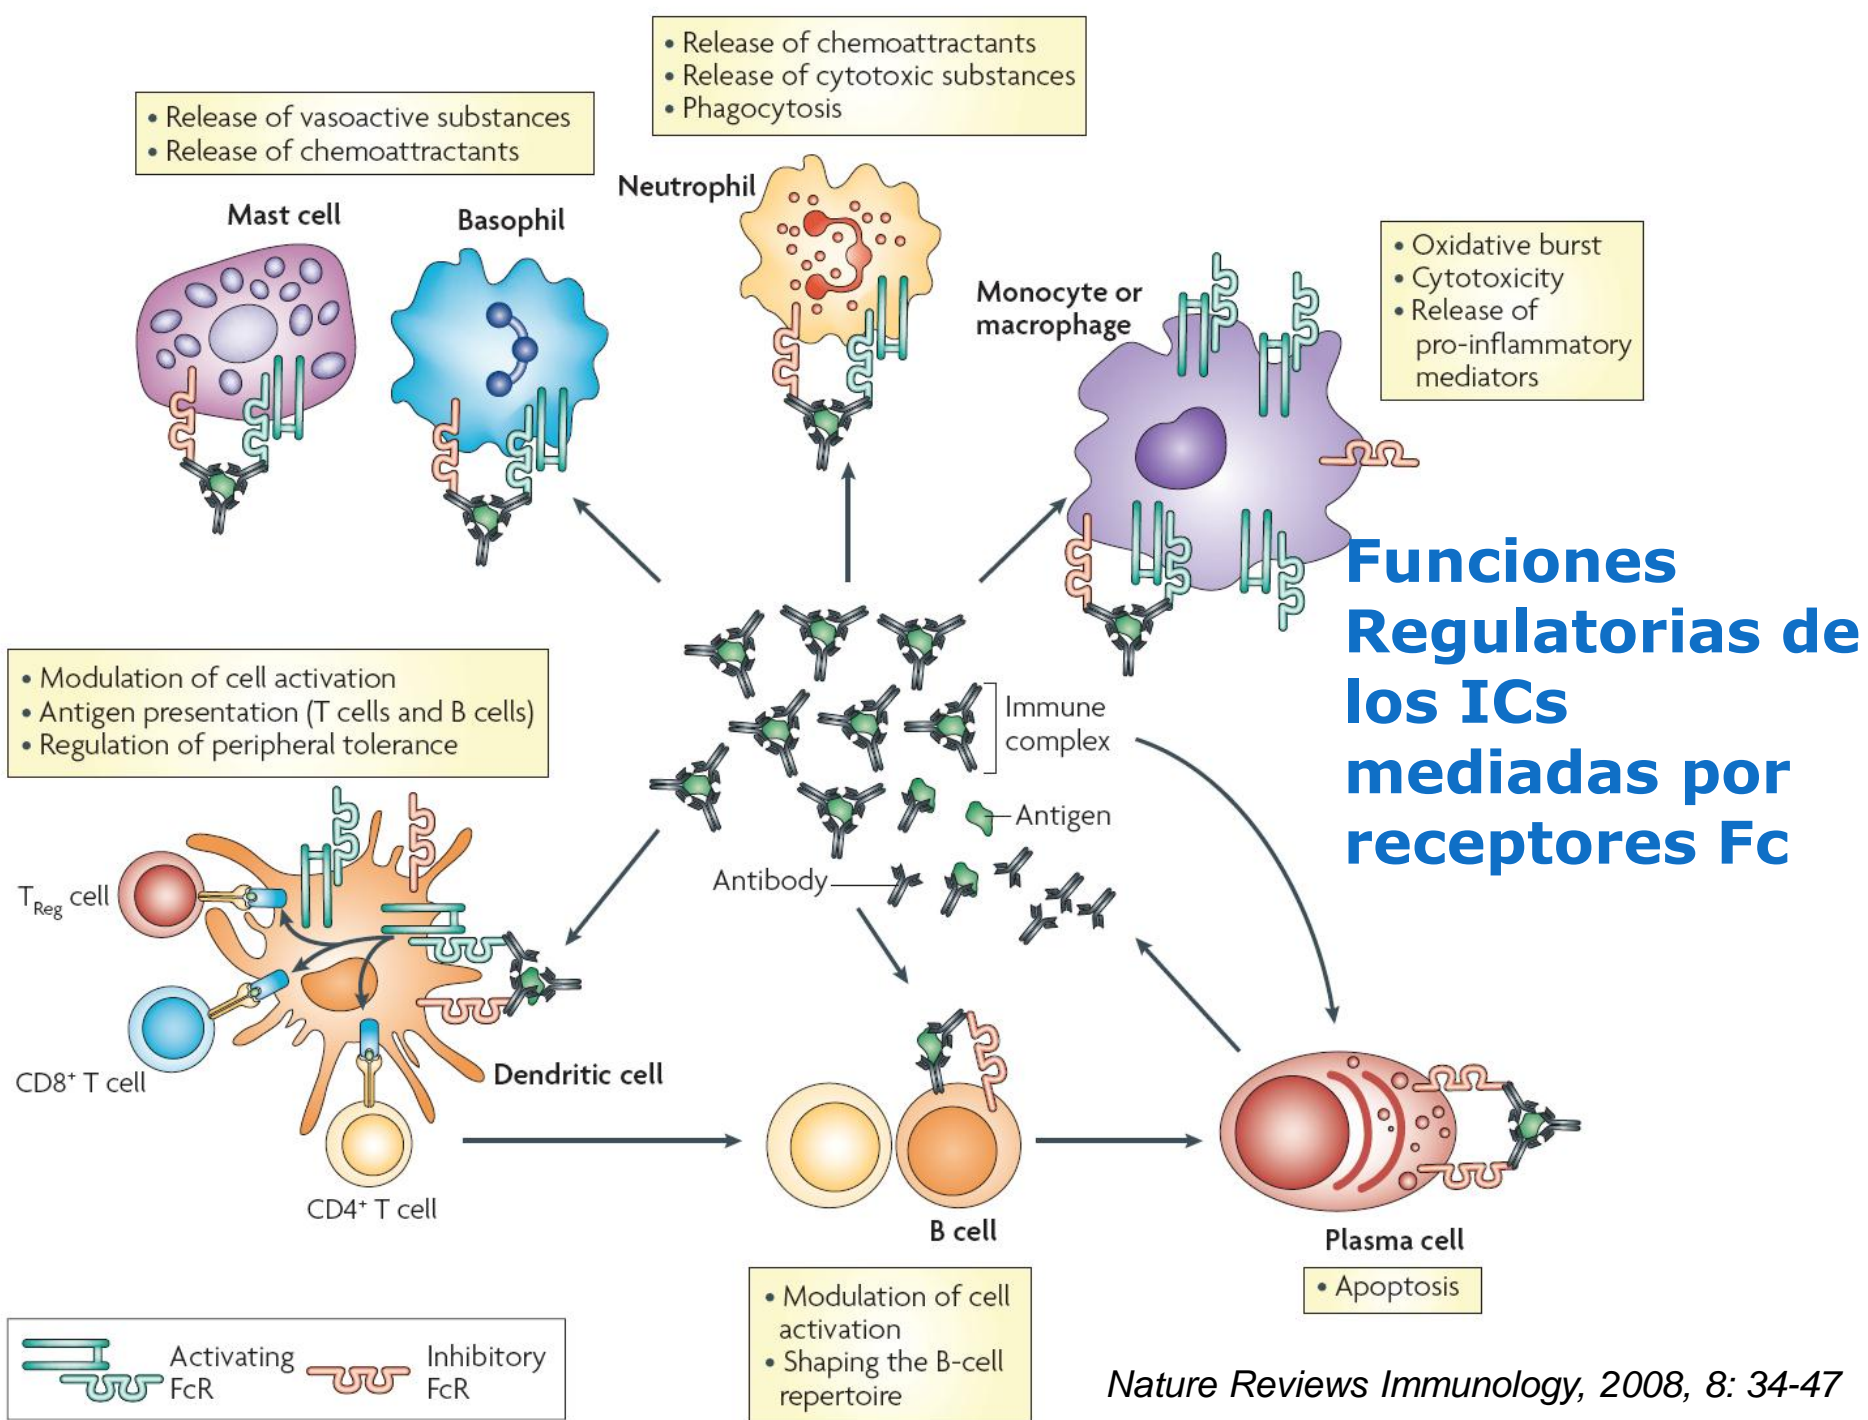 • Release of chemoattractants
• Release of cytotoxic substances
• Phagocytosis
• Release of vasoactive substances
• Release of chemoattractants
Neutrophil
Mast cell
Basophil
• Oxidative burst
• Cytotoxicity
• Release of
pro-inflammatory
mediators
Monocyte or
macrophage
Funciones
Regulatorias de
los ICs
mediadas por
receptores Fc
• Modulation of cell activation
• Antigen presentation (T cells and B cells)
• Regulation of peripheral tolerance
Immune
complex
Antigen
Antibody
TReg cell
CD8⁺ T cell
Dendritic cell
CD4⁺ T cell
B cell
Plasma cell
• Apoptosis
• Modulation of cell
activation
• Shaping the B-cell
repertoire
Activating
FcR
Inhibitory
FcR
Nature Reviews Immunology, 2008, 8: 34-47